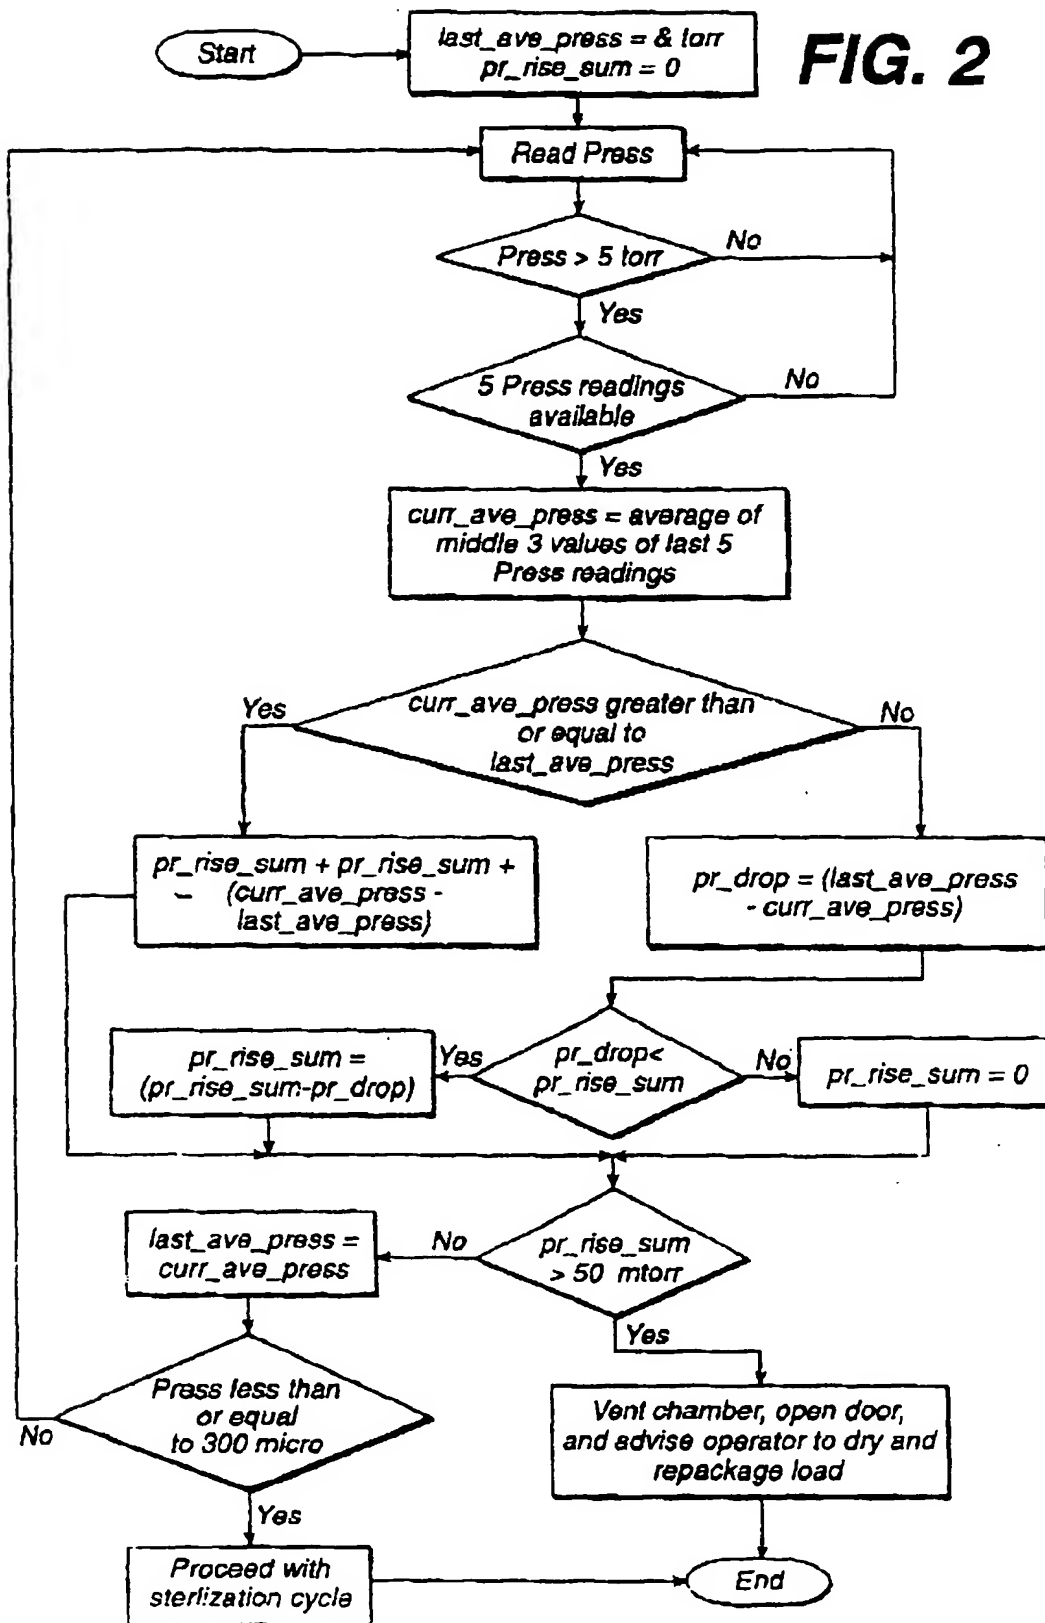 Start
last_ave_press = & torr
pr_rise_sum = 0
FIG. 2
Read Press
Press > 5 torr
No
Yes
5 Press readings
available
No
Yes
curr_ave_press = average of
middle 3 values of last 5
Press readings
curr_ave_press greater than
or equal to
last_ave_press
Yes
No
pr_rise_sum + pr_rise_sum +
– (curr_ave_press -
last_ave_press)
pr_drop = (last_ave_press
- curr_ave_press)
pr_rise_sum =
(pr_rise_sum-pr_drop)
Yes
pr_drop<
pr_rise_sum
No
pr_rise_sum = 0
last_ave_press =
curr_ave_press
No
pr_rise_sum
> 50 mtorr
Yes
Press less than
or equal
to 300 micro
No
Yes
Vent chamber, open door,
and advise operator to dry and
repackage load
Proceed with
sterlization cycle
End